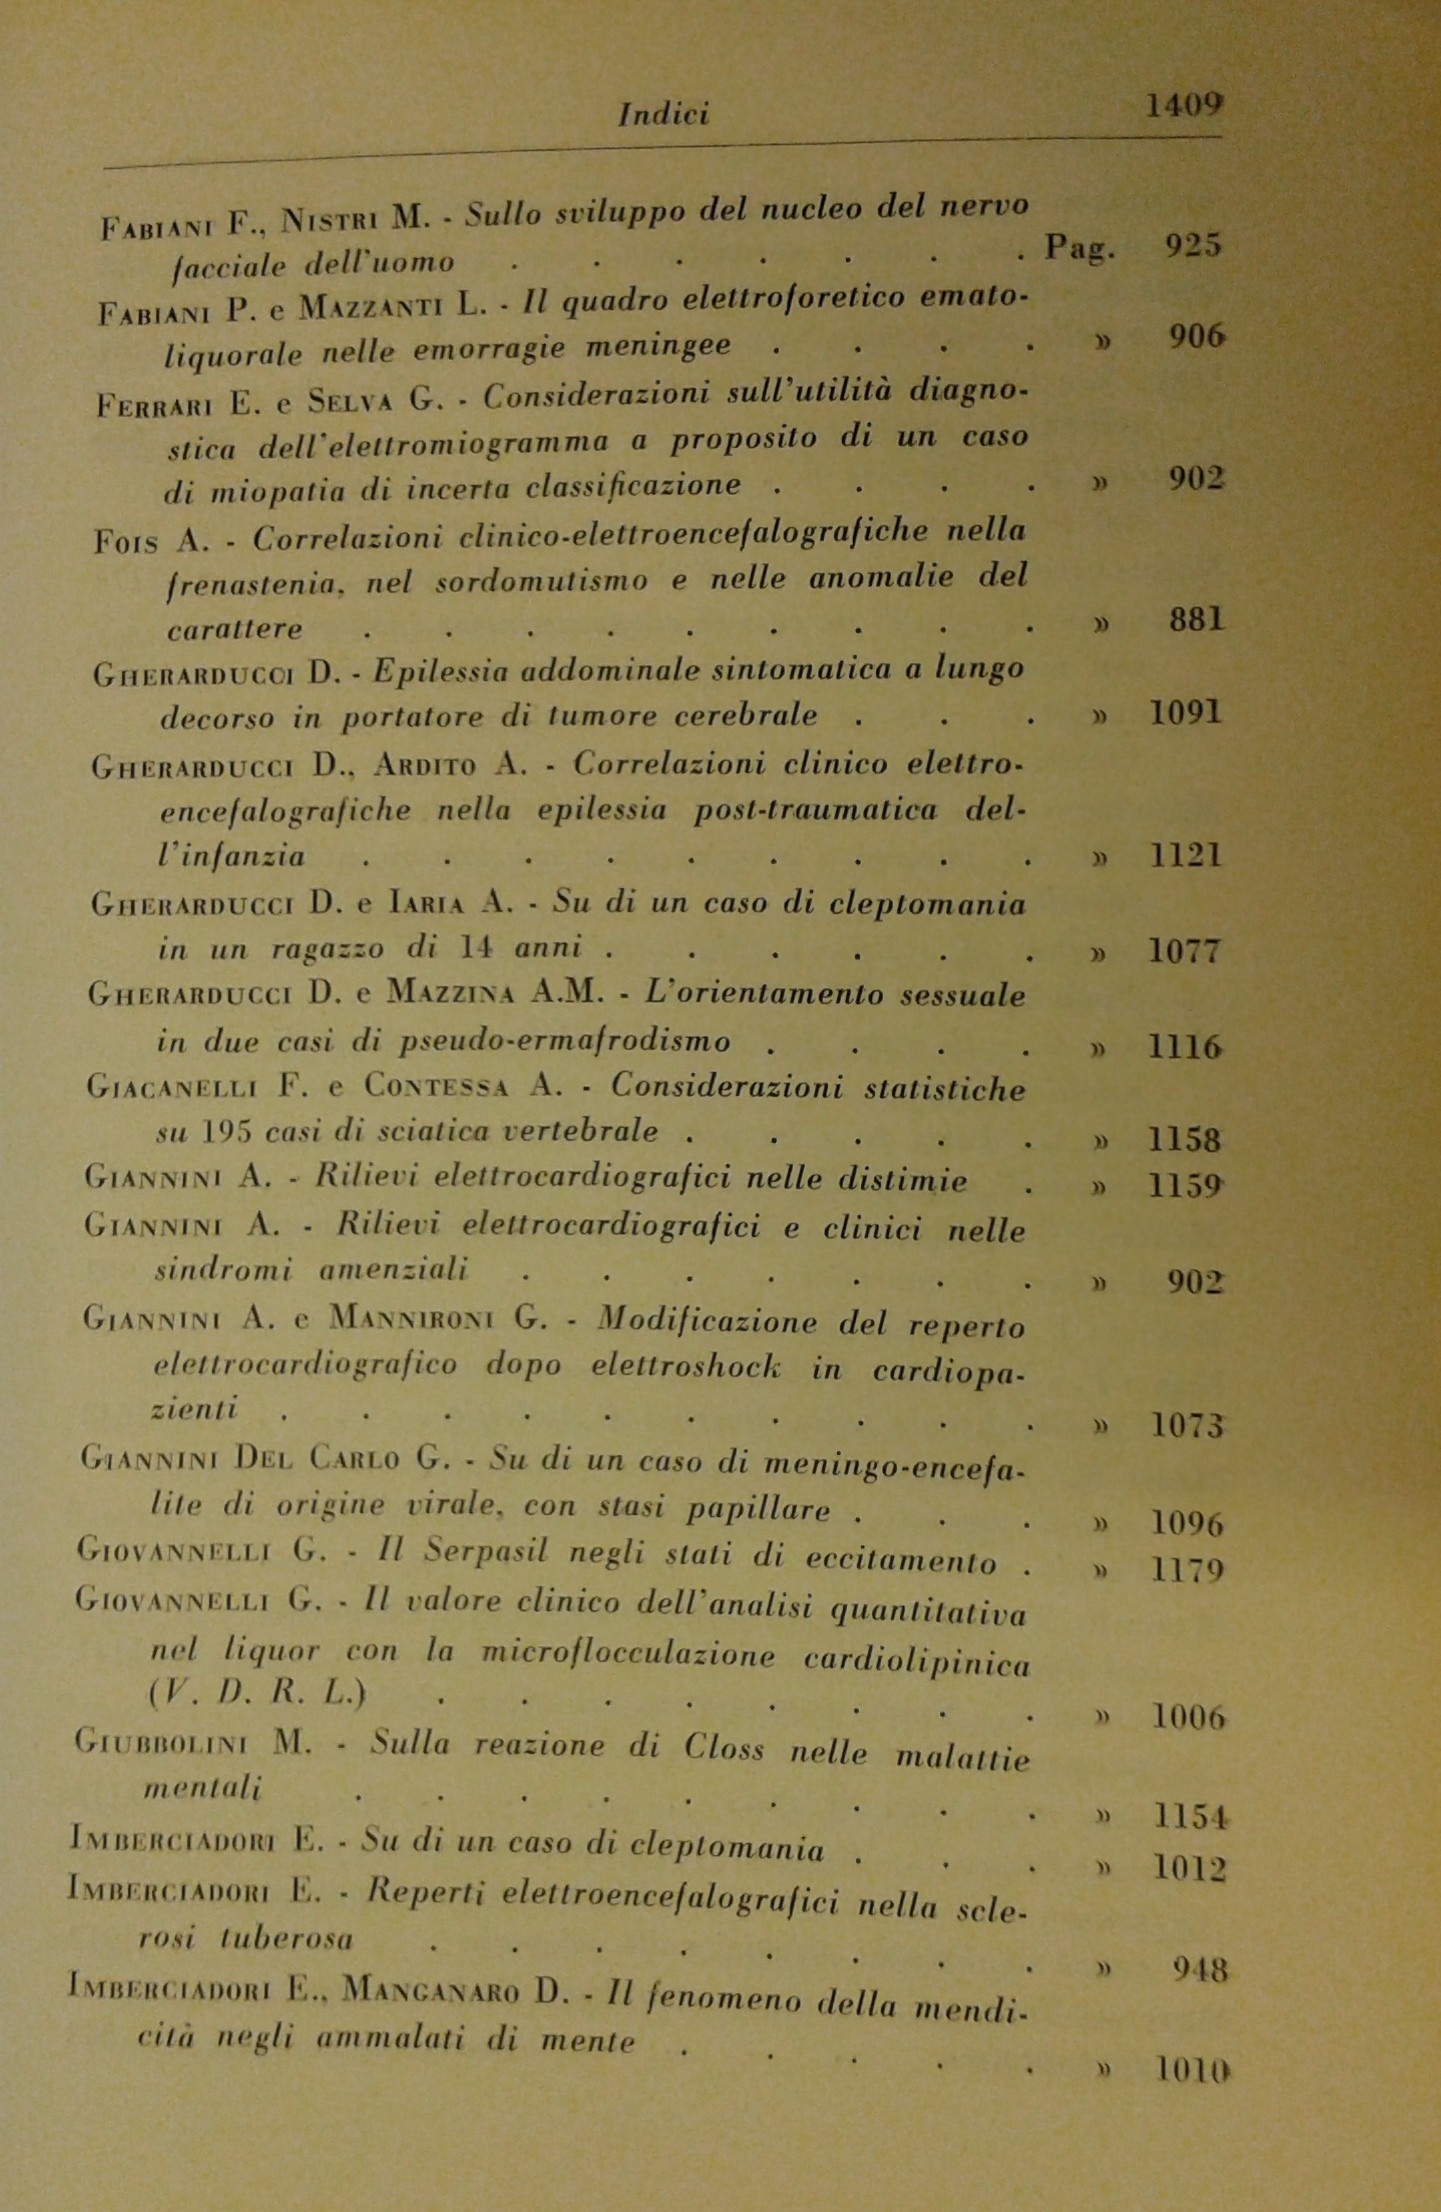 Indici 1409
FABIANI F., NISTRI M. - Sullo sviluppo del nucleo del nervo
facciale dell'uomo . . . . . . . Pag. 925
FABIANI P. e MAZZANTI L. - Il quadro elettroforetico emato-
liquorale nelle emorragie meningee . . . . » 906
FERRARI E. e SELVA G. - Considerazioni sull'utilità diagno-
stica dell'elettromiogramma a proposito di un caso
di miopatia di incerta classificazione . . . . » 902
FOIS A. - Correlazioni clinico-elettroencefalografiche nella
frenastenia, nel sordomutismo e nelle anomalie del
carattere . . . . . . . . . » 881
GHERARDUCCI D. - Epilessia addominale sintomatica a lungo
decorso in portatore di tumore cerebrale . . . » 1091
GHERARDUCCI D., ARDITO A. - Correlazioni clinico elettro-
encefalografiche nella epilessia post-traumatica del-
l'infanzia . . . . . . . . . » 1121
GHERARDUCCI D. e IARIA A. - Su di un caso di cleptomania
in un ragazzo di 14 anni . . . . . . » 1077
GHERARDUCCI D. e MAZZINA A.M. - L'orientamento sessuale
in due casi di pseudo-ermafrodismo . . . . » 1116
GIACANELLI F. e CONTESSA A. - Considerazioni statistiche
su 195 casi di sciatica vertebrale . . . . . » 1158
GIANNINI A. - Rilievi elettrocardiografici nelle distimie . » 1159
GIANNINI A. - Rilievi elettrocardiografici e clinici nelle
sindromi amenziali . . . . . . . » 902
GIANNINI A. e MANNIRONI G. - Modificazione del reperto
elettrocardiografico dopo elettroshock in cardiopa-
zienti . . . . . . . . . . » 1073
GIANNINI DEL CARLO G. - Su di un caso di meningo-encefa-
lite di origine virale, con stasi papillare . . . » 1096
GIOVANNELLI G. - Il Serpasil negli stati di eccitamento . » 1179
GIOVANNELLI G. - Il valore clinico dell'analisi quantitativa
nel liquor con la microflocculazione cardiolipinica
(V. D. R. L.) . . . . . . . . » 1006
GIUBBOLINI M. - Sulla reazione di Closs nelle malattie
mentali . . . . . . . . . » 1154
IMBERCIADORI E. - Su di un caso di cleptomania . . . » 1012
IMBERCIADORI E. - Reperti elettroencefalografici nella scle-
rosi tuberosa . . . . . . . . » 948
IMBERCIADORI E., MANGANARO D. - Il fenomeno della mendi-
cità negli ammalati di mente . . . . . » 1010